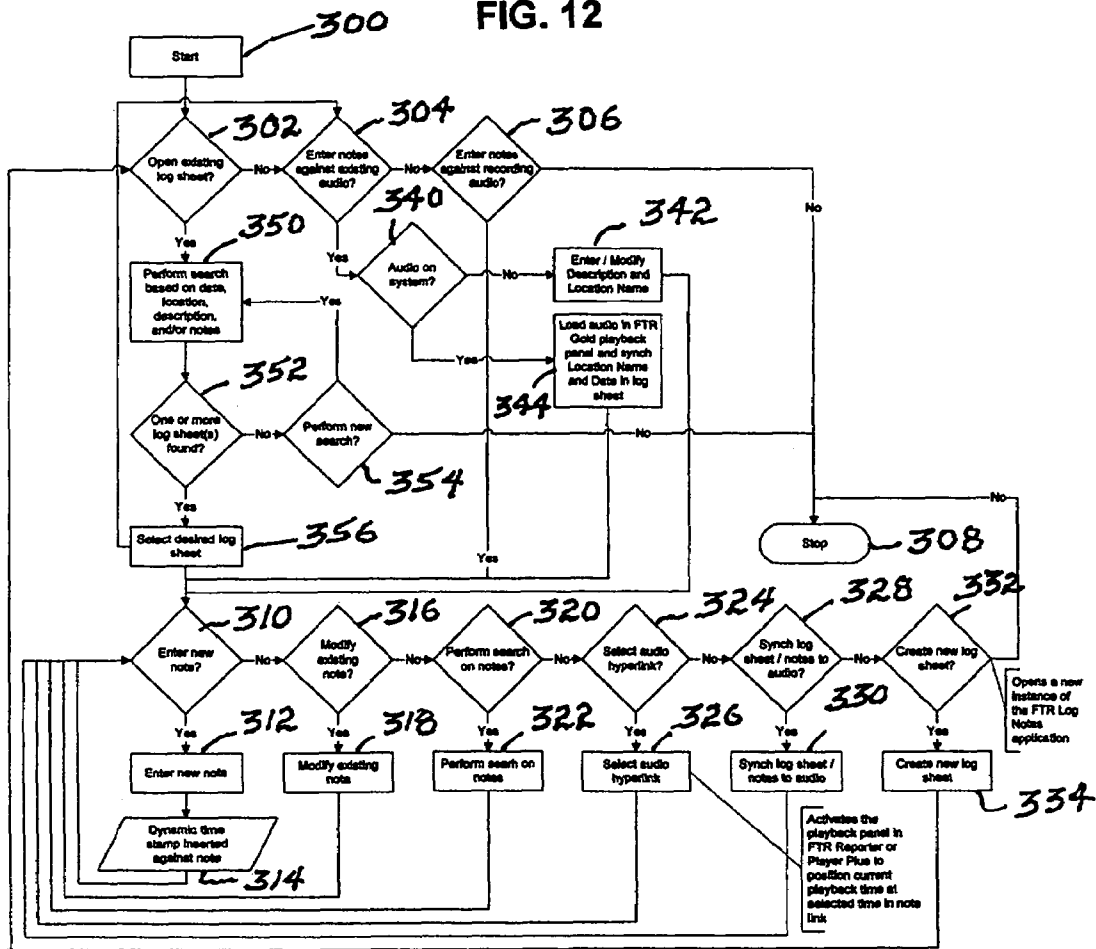 FIG. 12
300
Start
302
304
306
Open existing
log sheet?
No
Enter notes
against existing
audio?
No
Enter notes
against recording
audio?
No
Yes
350
Yes
340
342
Perform search
based on date,
location,
description,
and/or notes
Yes
Audio on
system?
No
Enter / Modify
Description and
Location Name
Yes
Load audio in FTR
Gold playback
panel and synch
Location Name
and Date in log
sheet
344
352
One or more
log sheet(s)
found?
No
Perform new
search?
No
354
Yes
Select desired log
sheet
356
Yes
No
Stop
308
310
316
320
324
328
332
Enter new
note?
No
Modify
existing
note?
No
Perform search
on notes?
No
Select audio
hyperlink?
No
Synch log
sheet / notes to
audio?
No
Create new log
sheet?
Opens a new
instance of
the FTR Log
Notes
application
Yes
312
Yes
318
Yes
322
Yes
326
Yes
330
Yes
Enter new note
Modify existing
note
Perform searh on
notes
Select audio
hyperlink
Synch log sheet /
notes to audio
Create new log
sheet
334
Dynamic time
stamp inserted
against note
314
Activates the
playback panel in
FTR Reporter or
Player Plus to
position current
playback time at
selected time in note
link